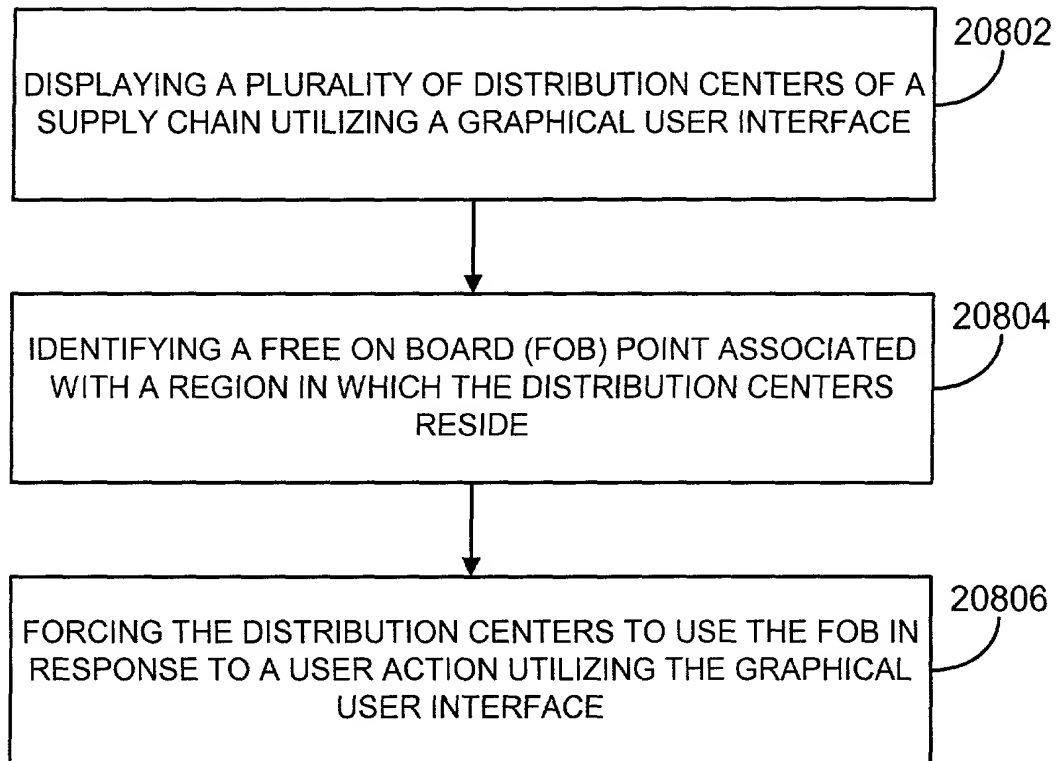 20802
DISPLAYING A PLURALITY OF DISTRIBUTION CENTERS OF A
SUPPLY CHAIN UTILIZING A GRAPHICAL USER INTERFACE
20804
IDENTIFYING A FREE ON BOARD (FOB) POINT ASSOCIATED
WITH A REGION IN WHICH THE DISTRIBUTION CENTERS
RESIDE
20806
FORCING THE DISTRIBUTION CENTERS TO USE THE FOB IN
RESPONSE TO A USER ACTION UTILIZING THE GRAPHICAL
USER INTERFACE